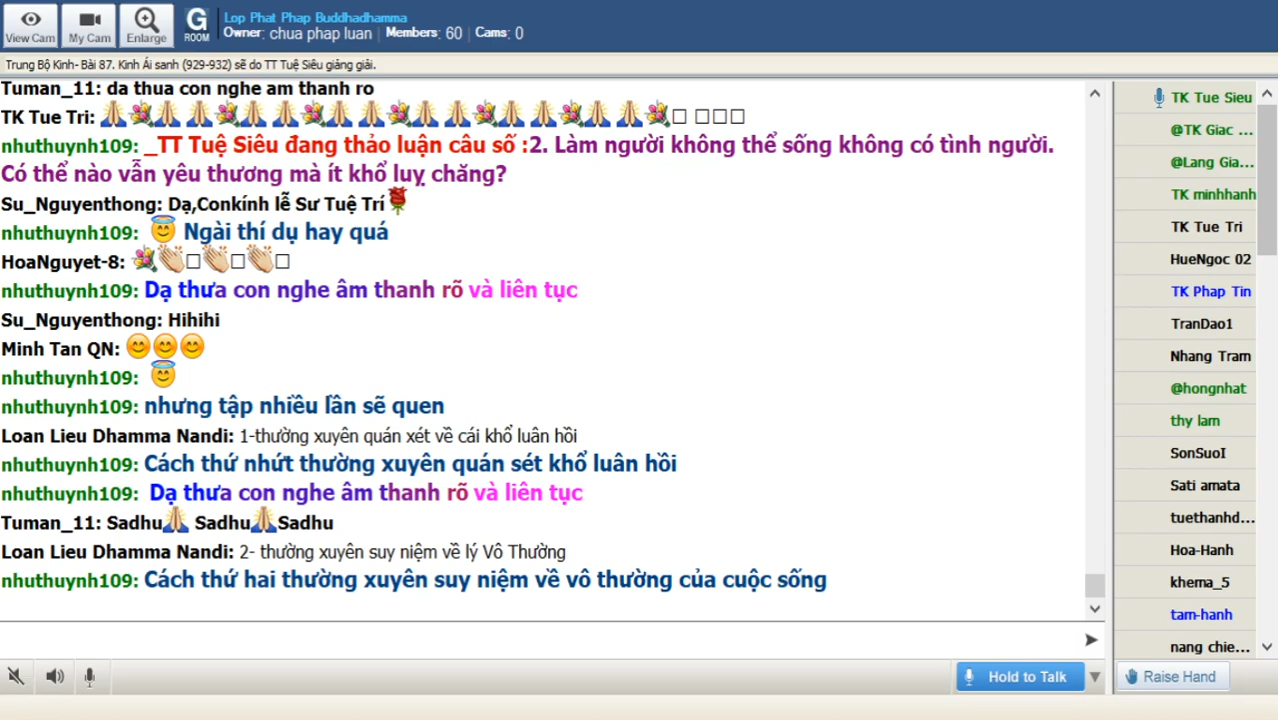 View Cam
My Cam
Enlarge
G
ROOM
Lop Phat Phap Buddhadhamma
Owner: chua phap luan | Members: 60 | Cams: 0
Trung Bộ Kinh- Bài 87. Kinh Ái sanh (929-932) sẽ do TT Tuệ Siêu giảng giải.
Tuman_11: da thua con nghe am thanh ro
TK Tue Tri:
nhuthuynh109: _TT Tuệ Siêu đang thảo luận câu số :2. Làm người không thể sống không có tình người.
Có thể nào vẫn yêu thương mà ít khổ luỵ chăng?
Su_Nguyenthong: Dạ,Conkính lễ Sư Tuệ Trí
nhuthuynh109: Ngài thí dụ hay quá
HoaNguyet-8:
nhuthuynh109: Dạ thưa con nghe âm thanh rõ và liên tục
Su_Nguyenthong: Hihihi
Minh Tan QN:
nhuthuynh109:
nhuthuynh109: nhưng tập nhiều lần sẽ quen
Loan Lieu Dhamma Nandi: 1-thường xuyên quán xét về cái khổ luân hồi
nhuthuynh109: Cách thứ nhứt thường xuyên quán sét khổ luân hồi
nhuthuynh109: Dạ thưa con nghe âm thanh rõ và liên tục
Tuman_11: Sadhu Sadhu Sadhu
Loan Lieu Dhamma Nandi: 2- thường xuyên suy niệm về lý Vô Thường
nhuthuynh109: Cách thứ hai thường xuyên suy niệm về vô thường của cuộc sống
TK Tue Sieu
@TK Giac ...
@Lang Gia...
TK minhhanh
TK Tue Tri
HueNgoc 02
TK Phap Tin
TranDao1
Nhang Tram
@hongnhat
thy lam
SonSuoI
Sati amata
tuethanhd...
Hoa-Hanh
khema_5
tam-hanh
nang chie...
Hold to Talk
Raise Hand